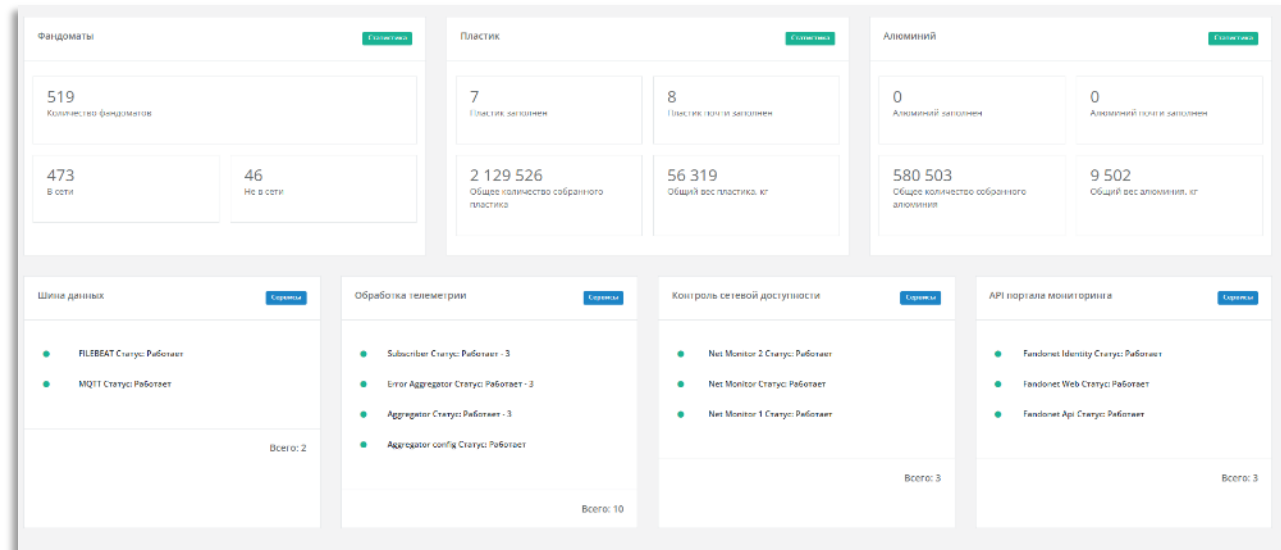 Фандоматы
Статистика
519
Количество фандоматов
473
В сети
46
Не в сети
Пластик
Статистика
7
Пластик заполнен
8
Пластик почти заполнен
2 129 526
Общее количество собранного
пластика
56 319
Общий вес пластика, кг
Алюминий
Статистика
0
Алюминий заполнен
0
Алюминий почти заполнен
580 503
Общее количество собранного
алюминия
9 502
Общий вес алюминия, кг
Шина данных
Сервисы
FILEBEAT Статус: Работает
MQTT Статус: Работает
Всего: 2
Обработка телеметрии
Сервисы
Subscriber Статус: Работает - 3
Error Aggregator Статус: Работает - 3
Aggregator Статус: Работает - 3
Aggregator config Статус: Работает
Всего: 10
Контроль сетевой доступности
Сервисы
Net Monitor 2 Статус: Работает
Net Monitor Статус: Работает
Net Monitor 1 Статус: Работает
Всего: 3
API портала мониторинга
Сервисы
Fandonet Identity Статус: Работает
Fandonet Web Статус: Работает
Fandonet Api Статус: Работает
Всего: 3